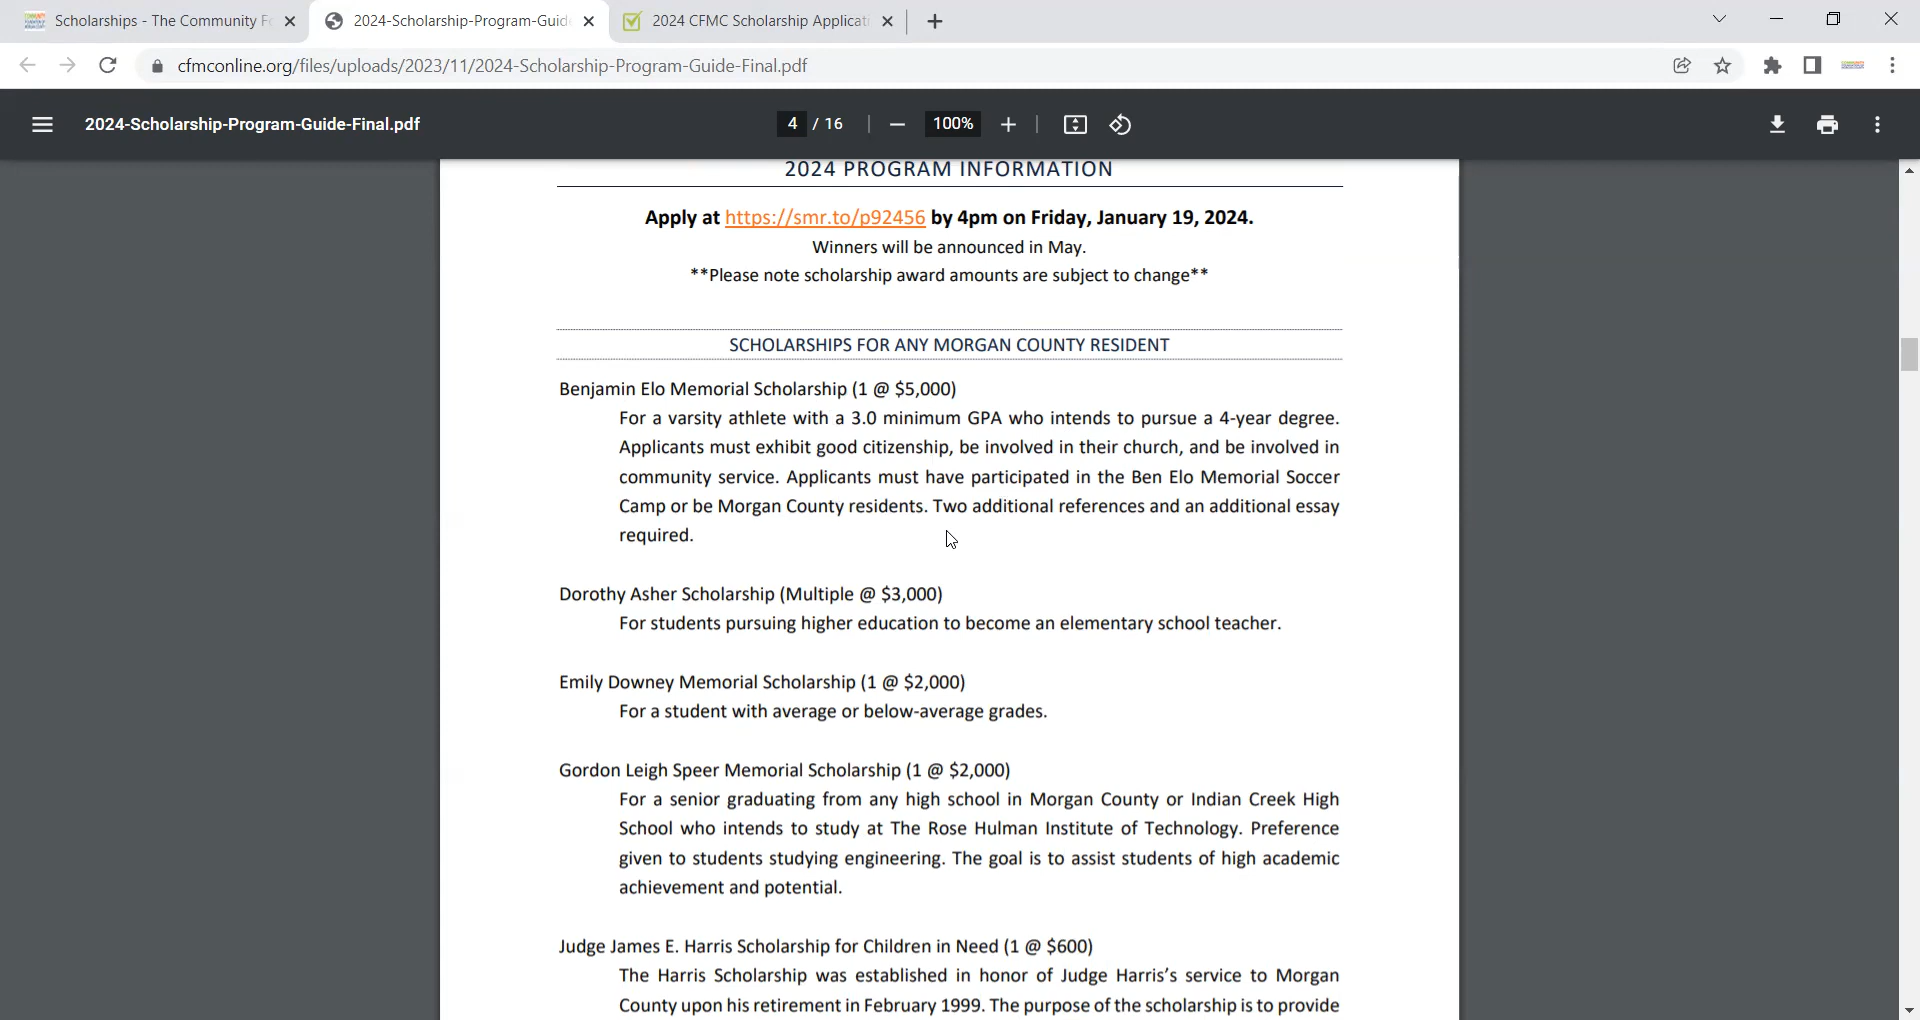 Scholarships - The Community Fo
2024-Scholarship-Program-Guide
2024 CFMC Scholarship Applicati
cfmconline.org/files/uploads/2023/11/2024-Scholarship-Program-Guide-Final.pdf
2024-Scholarship-Program-Guide-Final.pdf
4 / 16
100%
2024 PROGRAM INFORMATION
Apply at https://smr.to/p92456 by 4pm on Friday, January 19, 2024.
Winners will be announced in May.
**Please note scholarship award amounts are subject to change**
SCHOLARSHIPS FOR ANY MORGAN COUNTY RESIDENT
Benjamin Elo Memorial Scholarship (1 @ $5,000)
For a varsity athlete with a 3.0 minimum GPA who intends to pursue a 4-year degree.
Applicants must exhibit good citizenship, be involved in their church, and be involved in
community service. Applicants must have participated in the Ben Elo Memorial Soccer
Camp or be Morgan County residents. Two additional references and an additional essay
required.
Dorothy Asher Scholarship (Multiple @ $3,000)
For students pursuing higher education to become an elementary school teacher.
Emily Downey Memorial Scholarship (1 @ $2,000)
For a student with average or below-average grades.
Gordon Leigh Speer Memorial Scholarship (1 @ $2,000)
For a senior graduating from any high school in Morgan County or Indian Creek High
School who intends to study at The Rose Hulman Institute of Technology. Preference
given to students studying engineering. The goal is to assist students of high academic
achievement and potential.
Judge James E. Harris Scholarship for Children in Need (1 @ $600)
The Harris Scholarship was established in honor of Judge Harris's service to Morgan
County upon his retirement in February 1999. The purpose of the scholarship is to provide